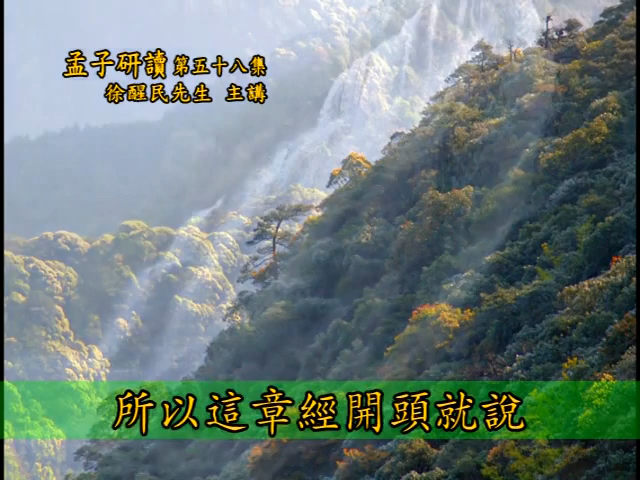 孟子研讀 第五十八集
徐醒民先生 主講
所以這章經開頭就說